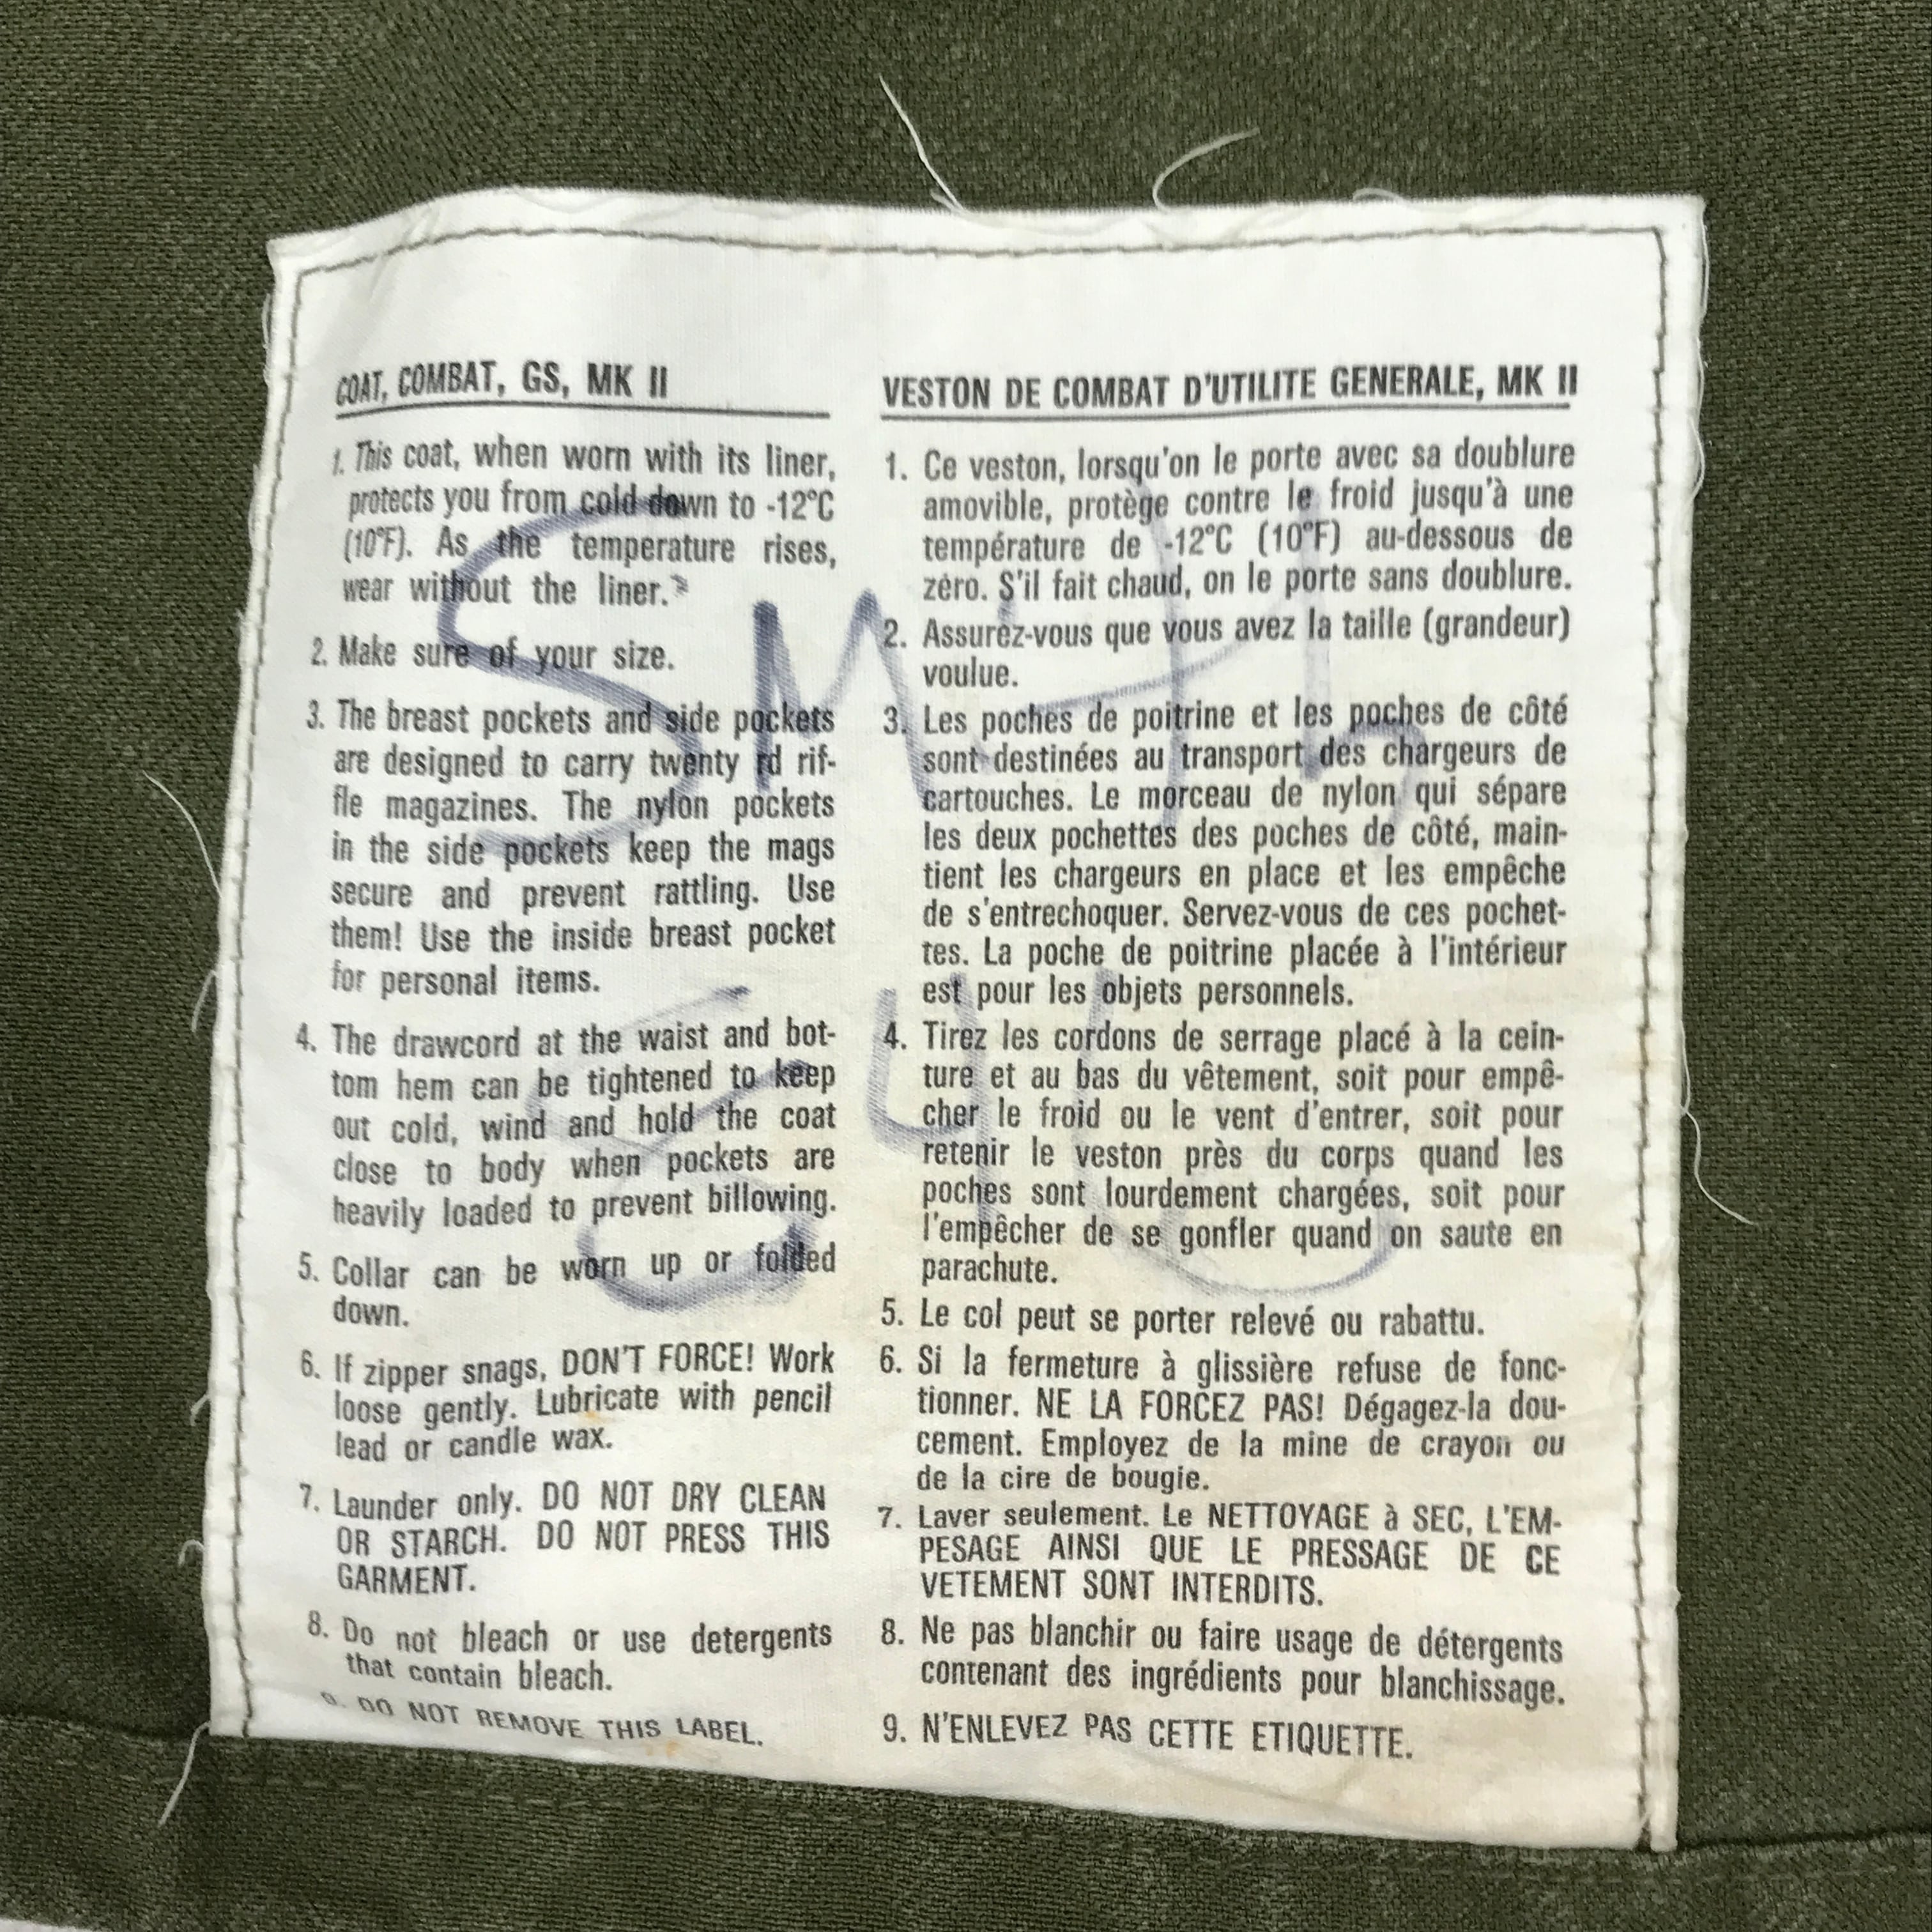 COAT, COMBAT, GS, MK II
1. This coat, when worn with its liner,
protects you from cold down to -12°C
(10°F). As the temperature rises,
wear without the liner.
2. Make sure of your size.
3. The breast pockets and side pockets
are designed to carry twenty rd rif-
fle magazines. The nylon pockets
in the side pockets keep the mags
secure and prevent rattling. Use
them! Use the inside breast pocket
for personal items.
4. The drawcord at the waist and bot-
tom hem can be tightened to keep
out cold, wind and hold the coat
close to body when pockets are
heavily loaded to prevent billowing.
5. Collar can be worn up or folded
down.
6. If zipper snags, DON'T FORCE! Work
loose gently. Lubricate with pencil
lead or candle wax.
7. Launder only. DO NOT DRY CLEAN
OR STARCH. DO NOT PRESS THIS
GARMENT.
8. Do not bleach or use detergents
that contain bleach.
9. DO NOT REMOVE THIS LABEL.
VESTON DE COMBAT D'UTILITE GENERALE, MK II
1. Ce veston, lorsqu'on le porte avec sa doublure
amovible, protège contre le froid jusqu'à une
température de -12°C (10°F) au-dessous de
zéro. S'il fait chaud, on le porte sans doublure.
2. Assurez-vous que vous avez la taille (grandeur)
voulue.
3. Les poches de poitrine et les poches de côté
sont destinées au transport des chargeurs de
cartouches. Le morceau de nylon qui sépare
les deux pochettes des poches de côté, main-
tient les chargeurs en place et les empêche
de s'entrechoquer. Servez-vous de ces pochet-
tes. La poche de poitrine placée à l'intérieur
est pour les objets personnels.
4. Tirez les cordons de serrage placé à la cein-
ture et au bas du vêtement, soit pour empê-
cher le froid ou le vent d'entrer, soit pour
retenir le veston près du corps quand les
poches sont lourdement chargées, soit pour
l'empêcher de se gonfler quand on saute en
parachute.
5. Le col peut se porter relevé ou rabattu.
6. Si la fermeture à glissière refuse de fonc-
tionner. NE LA FORCEZ PAS! Dégagez-la dou-
cement. Employez de la mine de crayon ou
de la cire de bougie.
7. Laver seulement. Le NETTOYAGE à SEC, L'EM-
PESAGE AINSI QUE LE PRESSAGE DE CE
VETEMENT SONT INTERDITS.
8. Ne pas blanchir ou faire usage de détergents
contenant des ingrédients pour blanchissage.
9. N'ENLEVEZ PAS CETTE ETIQUETTE.
SMith